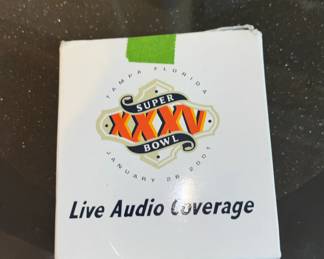 TAMPA FLORIDA
SUPER
XXXV
BOWL
JANUARY 28 2001
Live Audio Coverage